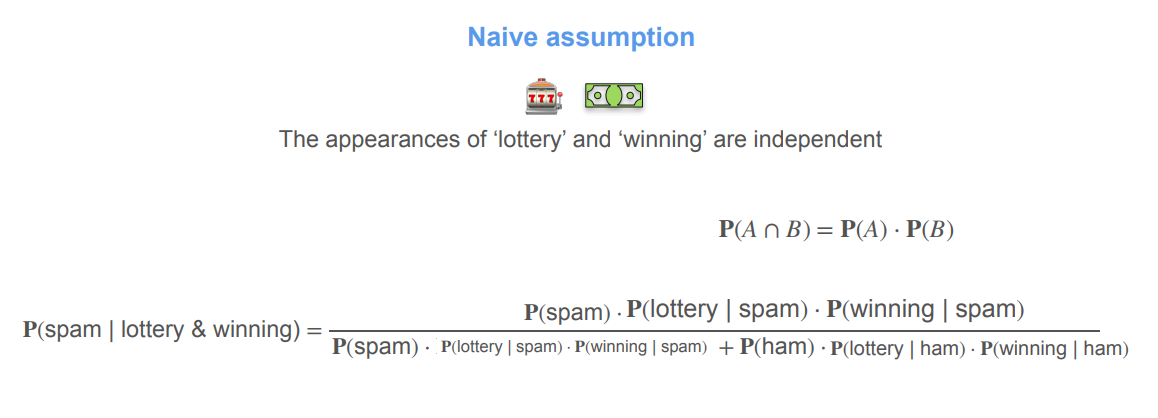 Naive assumption
777
The appearances of ‘lottery’ and ‘winning’ are independent
P(A ∩ B) = P(A) · P(B)
P(spam) · P(lottery | spam) · P(winning | spam)
P(spam | lottery & winning) =
P(spam) · P(lottery | spam) · P(winning | spam) + P(ham) · P(lottery | ham) · P(winning | ham)